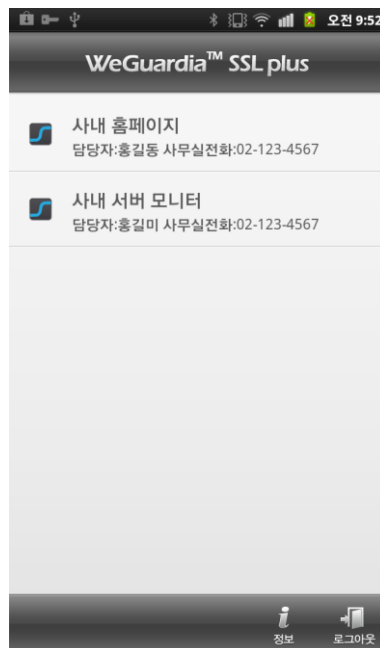 오전 9:52
WeGuardia™ SSL plus
사내 홈페이지
담당자:홍길동 사무실전화:02-123-4567
사내 서버 모니터
담당자:홍길미 사무실전화:02-123-4567
정보
로그아웃